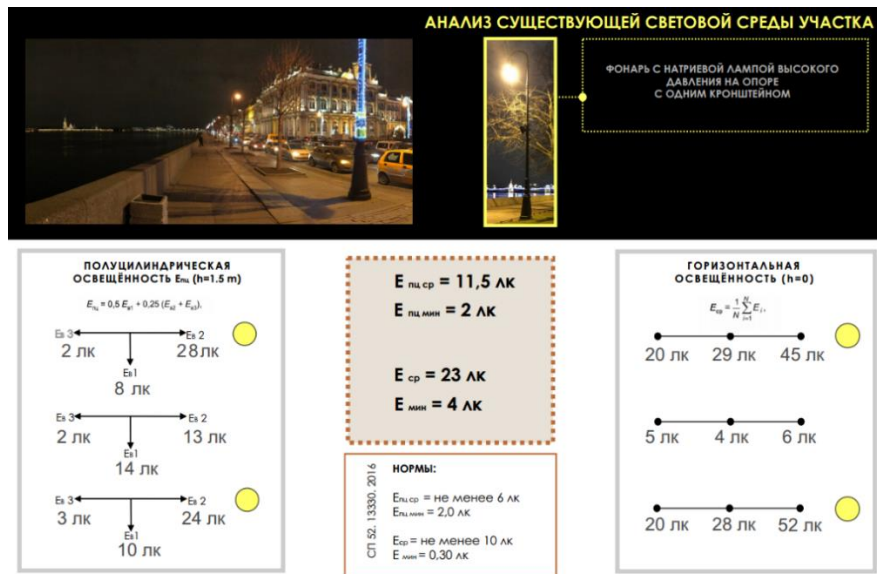 АНАЛИЗ СУЩЕСТВУЮЩЕЙ СВЕТОВОЙ СРЕДЫ УЧАСТКА
ФОНАРЬ С НАТРИЕВОЙ ЛАМПОЙ ВЫСОКОГО
ДАВЛЕНИЯ НА ОПОРЕ
С ОДНИМ КРОНШТЕЙНОМ
ПОЛУЦИЛИНДРИЧЕСКАЯ
ОСВЕЩЁННОСТЬ Eпц (h=1.5 m)
Eпц = 0,5 Eв1 + 0,25 (Eв2 + Eв3),
Eв 3 Eв 2
2 лк 28 лк
Eв1
8 лк
Eв 3 Eв 2
2 лк 13 лк
Eв1
14 лк
Eв 3 Eв 2
3 лк 24 лк
Eв1
10 лк
E пц ср = 11,5 лк
E пц мин = 2 лк
E ср = 23 лк
E мин = 4 лк
СП 52. 13330. 2016
НОРМЫ:
Eпц ср = не менее 6 лк
Eпц мин = 2,0 лк
Eср = не менее 10 лк
E мин = 0,30 лк
ГОРИЗОНТАЛЬНАЯ
ОСВЕЩЁННОСТЬ (h=0)
Eср = 1/N ∑ Ei, N i=1
20 лк 29 лк 45 лк
5 лк 4 лк 6 лк
20 лк 28 лк 52 лк